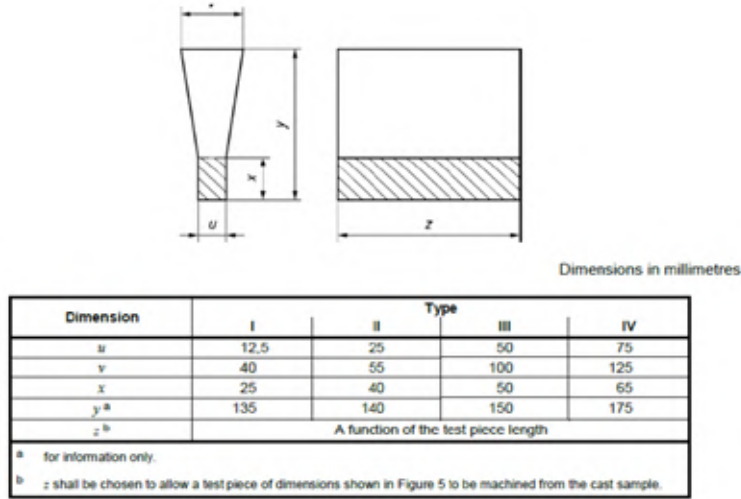 y
x
u
z
Dimensions in millimetres
Dimension Type
I II III IV
u 12,5 25 50 75
v 40 55 100 125
x 25 40 50 65
y a 135 140 150 175
z b A function of the test piece length
a for information only.
b z shall be chosen to allow a test piece of dimensions shown in Figure 5 to be machined from the cast sample.